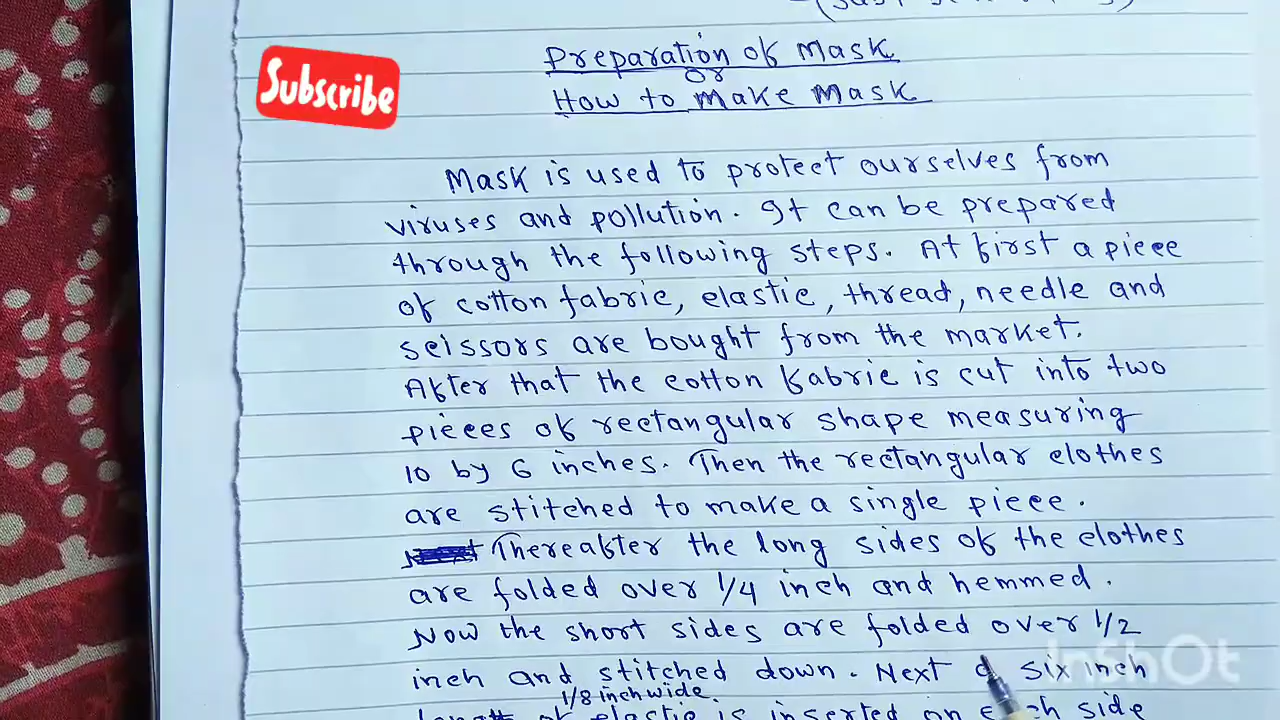 Preparation of Mask
or
How to make mask
Subscribe
Mask is used to protect ourselves from
viruses and pollution. It can be prepared
through the following steps. At first a piece
of cotton fabric, elastic, thread, needle and
scissors are bought from the market.
After that the cotton fabric is cut into two
pieces of rectangular shape measuring
10 by 6 inches. Then the rectangular clothes
are stitched to make a single piece.
Thereafter the long sides of the clothes
are folded over 1/4 inch and hemmed.
Now the short sides are folded over 1/2
inch and stitched down. Next a six inch
1/8 inch wide
of elastic is inserted on each side
InShOt